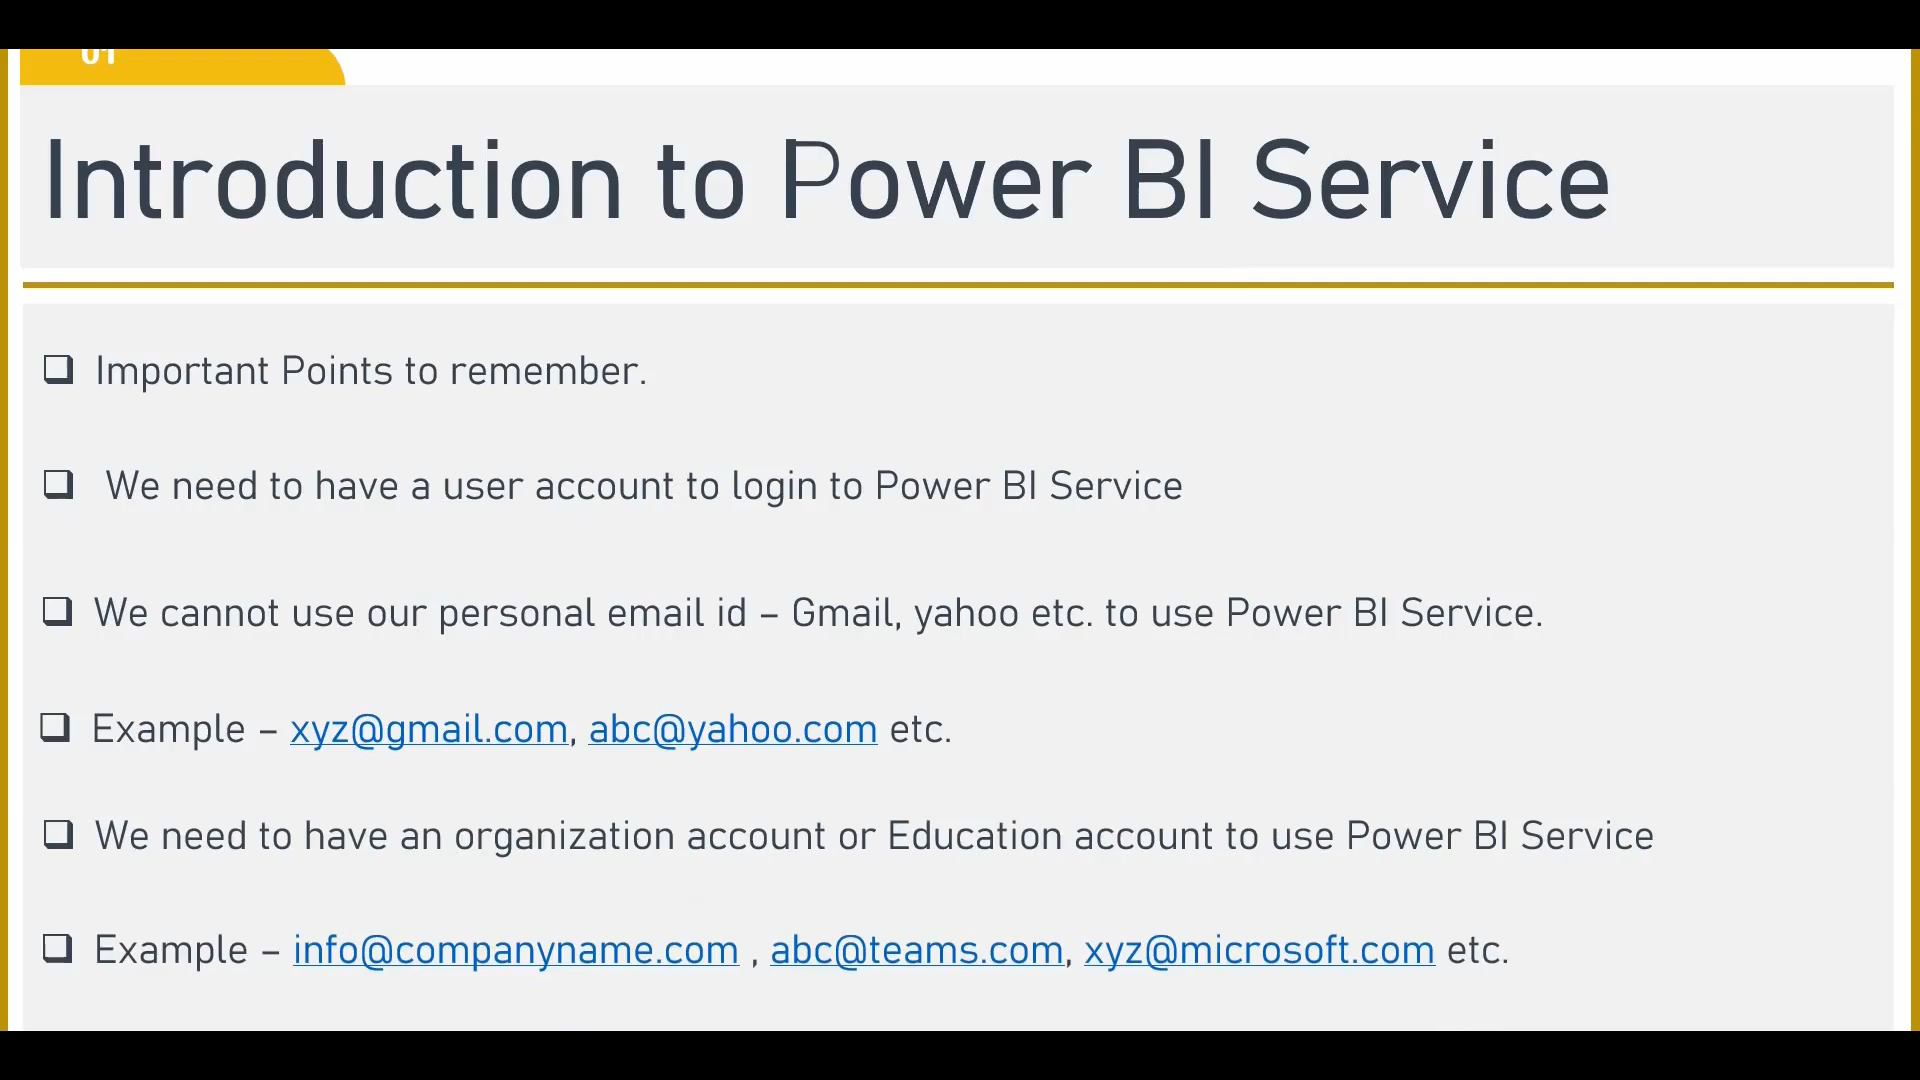 01
Introduction to Power BI Service
Important Points to remember.
We need to have a user account to login to Power BI Service
We cannot use our personal email id – Gmail, yahoo etc. to use Power BI Service.
Example – xyz@gmail.com, abc@yahoo.com etc.
We need to have an organization account or Education account to use Power BI Service
Example – info@companyname.com , abc@teams.com, xyz@microsoft.com etc.